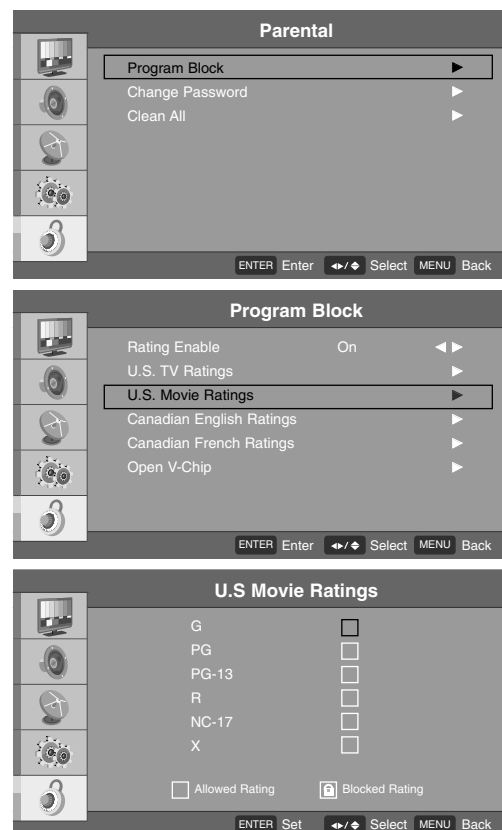 Parental
Program Block
Change Password
Clean All
ENTER Enter / Select MENU Back
Program Block
Rating Enable On
U.S. TV Ratings
U.S. Movie Ratings
Canadian English Ratings
Canadian French Ratings
Open V-Chip
ENTER Enter / Select MENU Back
U.S Movie Ratings
G
PG
PG-13
R
NC-17
X
Allowed Rating Blocked Rating
ENTER Set / Select MENU Back